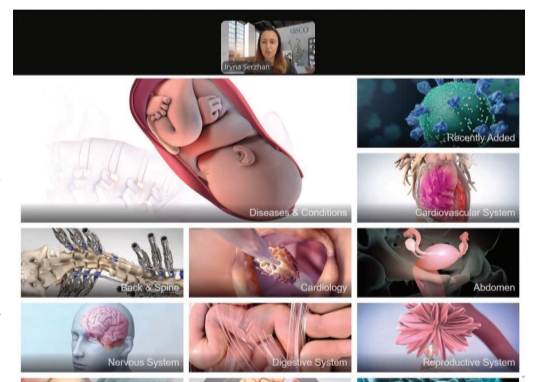 Iryna Serzhan
Recently Added
Diseases & Conditions
Cardiovascular System
Back & Spine
Cardiology
Abdomen
Nervous System
Digestive System
Reproductive System